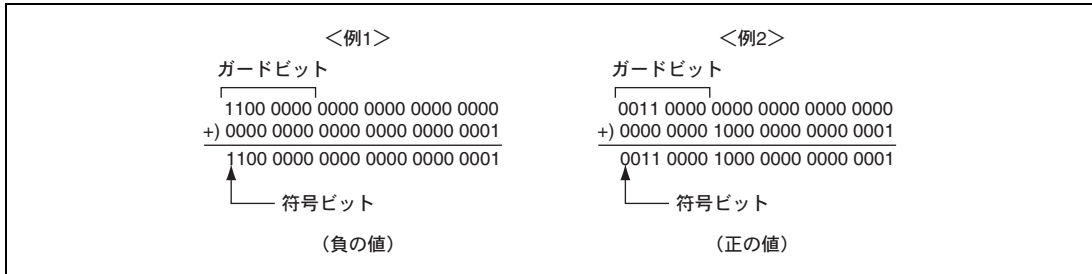 ＜例1＞
ガードビット
1100 0000 0000 0000 0000 0000
+) 0000 0000 0000 0000 0000 0001
1100 0000 0000 0000 0000 0001
符号ビット
（負の値）
＜例2＞
ガードビット
0011 0000 0000 0000 0000 0000
+) 0000 0000 1000 0000 0000 0001
0011 0000 1000 0000 0000 0001
符号ビット
（正の値）